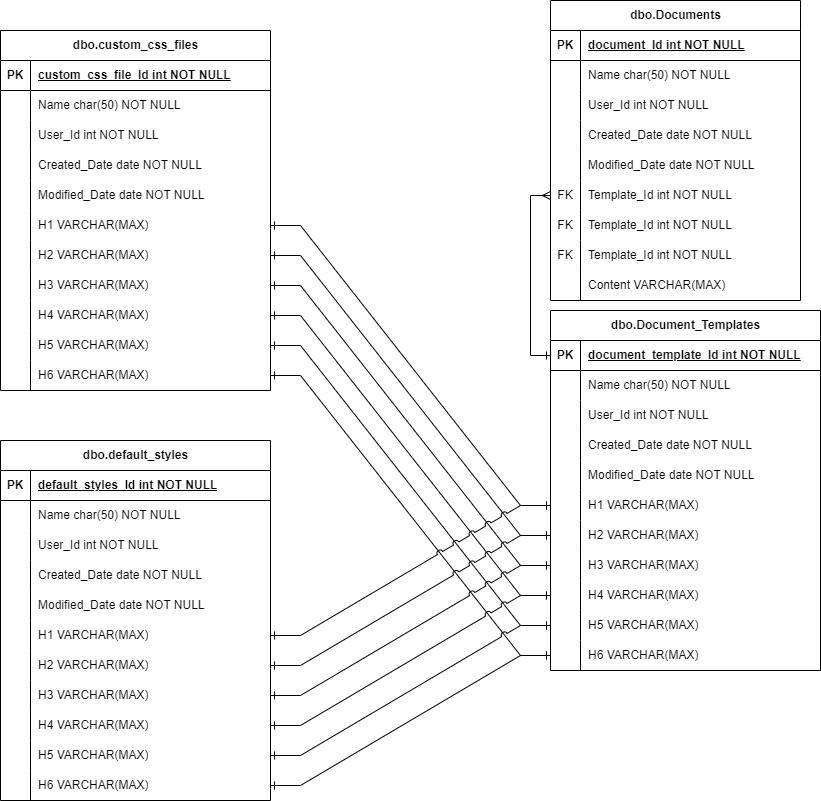 dbo.custom_css_files
PK custom_css_file_Id int NOT NULL
Name char(50) NOT NULL
User_Id int NOT NULL
Created_Date date NOT NULL
Modified_Date date NOT NULL
H1 VARCHAR(MAX)
H2 VARCHAR(MAX)
H3 VARCHAR(MAX)
H4 VARCHAR(MAX)
H5 VARCHAR(MAX)
H6 VARCHAR(MAX)
dbo.Documents
PK document_Id int NOT NULL
Name char(50) NOT NULL
User_Id int NOT NULL
Created_Date date NOT NULL
Modified_Date date NOT NULL
FK Template_Id int NOT NULL
FK Template_Id int NOT NULL
FK Template_Id int NOT NULL
Content VARCHAR(MAX)
dbo.Document_Templates
PK document_template_Id int NOT NULL
Name char(50) NOT NULL
User_Id int NOT NULL
Created_Date date NOT NULL
Modified_Date date NOT NULL
H1 VARCHAR(MAX)
H2 VARCHAR(MAX)
H3 VARCHAR(MAX)
H4 VARCHAR(MAX)
H5 VARCHAR(MAX)
H6 VARCHAR(MAX)
dbo.default_styles
PK default_styles_Id int NOT NULL
Name char(50) NOT NULL
User_Id int NOT NULL
Created_Date date NOT NULL
Modified_Date date NOT NULL
H1 VARCHAR(MAX)
H2 VARCHAR(MAX)
H3 VARCHAR(MAX)
H4 VARCHAR(MAX)
H5 VARCHAR(MAX)
H6 VARCHAR(MAX)